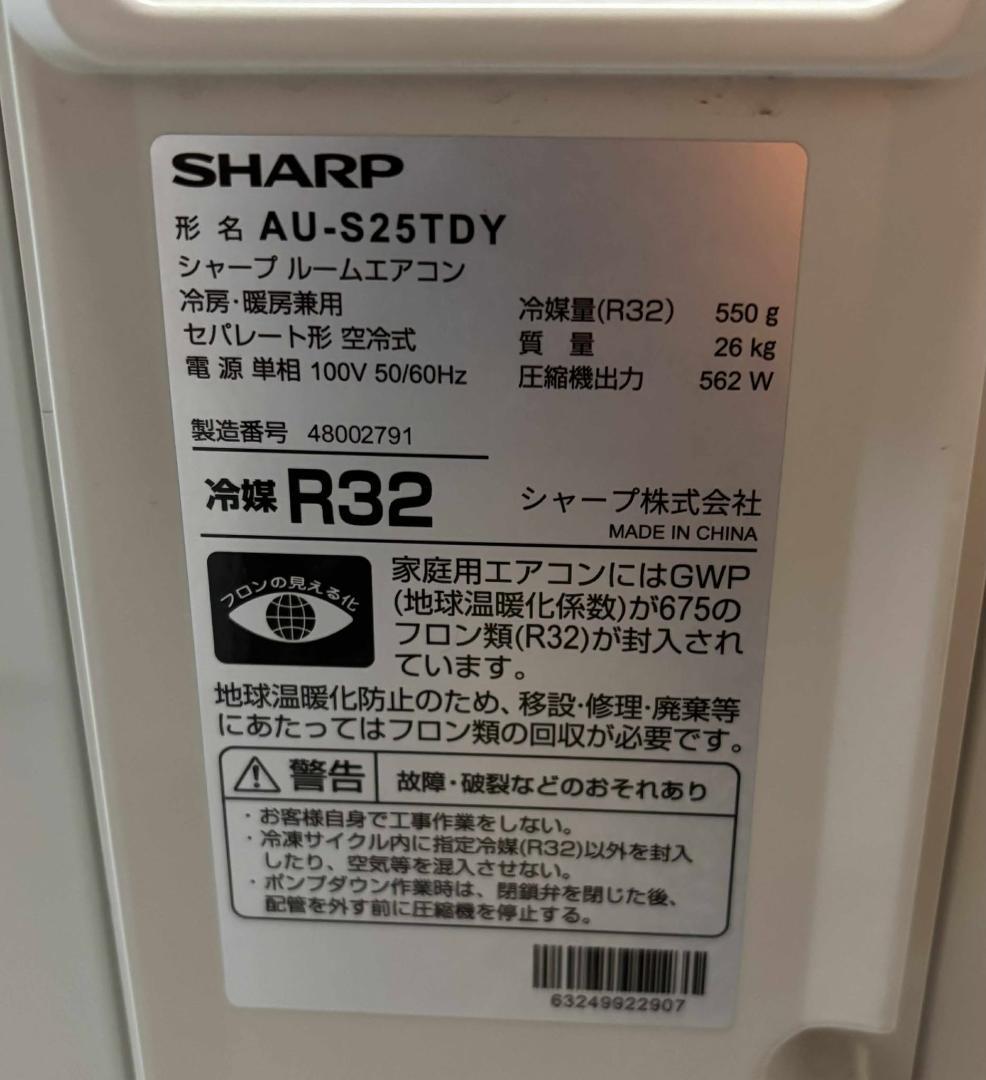 SHARP
形名 AU-S25TDY
シャープ ルームエアコン
冷房・暖房兼用
セパレート形 空冷式
電源 単相 100V 50/60Hz
冷媒量(R32) 550 g
質量 26 kg
圧縮機出力 562 W
製造番号 48002791
冷媒 R32
シャープ株式会社
MADE IN CHINA
フロンの見える化
家庭用エアコンにはGWP
(地球温暖化係数)が675の
フロン類(R32)が封入され
ています。
地球温暖化防止のため、移設・修理・廃棄等
にあたってはフロン類の回収が必要です。
警告 故障・破裂などのおそれあり
・お客様自身で工事作業をしない。
・冷凍サイクル内に指定冷媒(R32)以外を封入
したり、空気等を混入させない。
・ポンプダウン作業時は、閉鎖弁を閉じた後、
配管を外す前に圧縮機を停止する。
63249922907